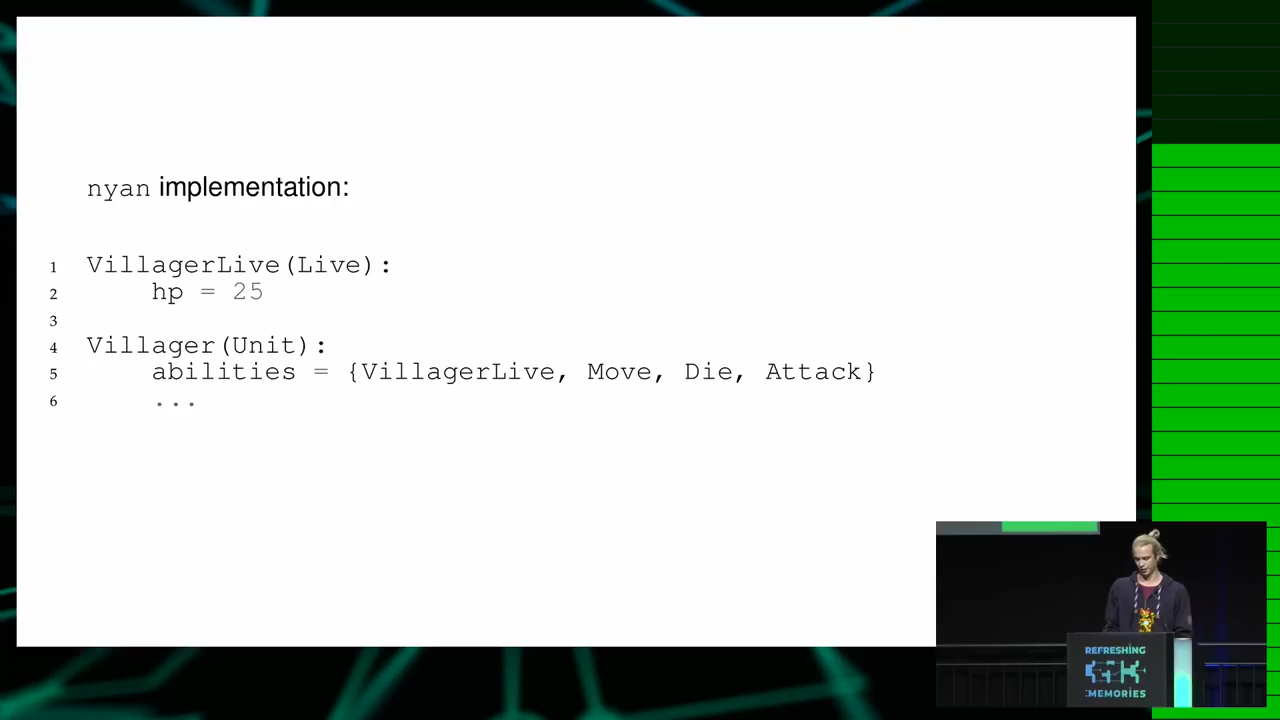 nyan implementation:
1 VillagerLive(Live):
2 hp = 25
3
4 Villager(Unit):
5 abilities = {VillagerLive, Move, Die, Attack}
6 ...
REFRESHING
MEMORIES